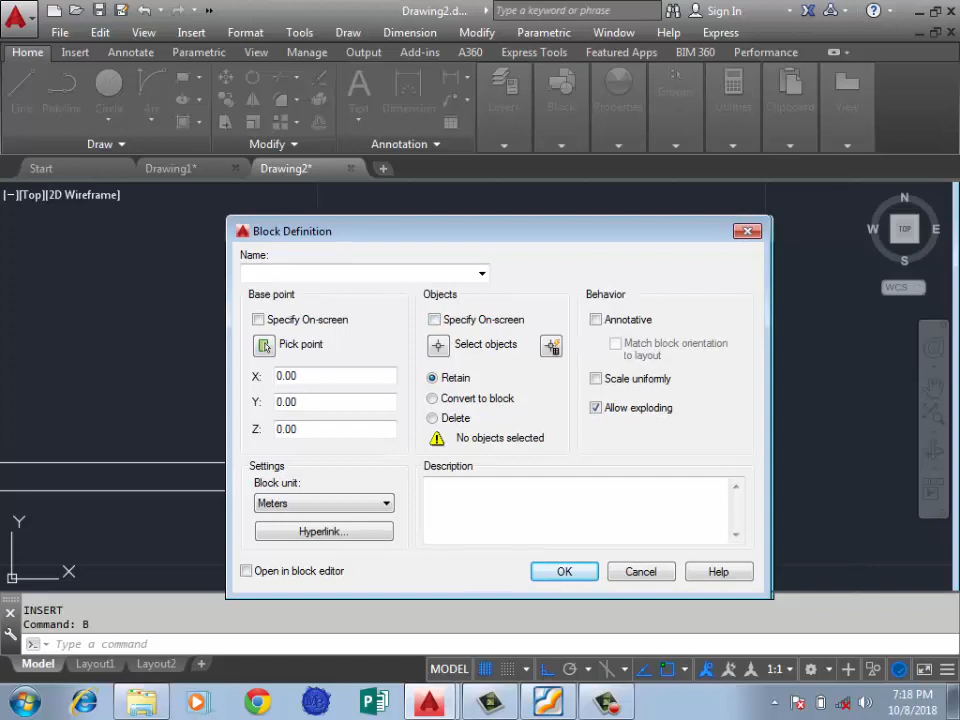 Drawing2.d...
Type a keyword or phrase
Sign In
File Edit View Insert Format Tools Draw Dimension Modify Parametric Window Help Express
Home Insert Annotate Parametric View Manage Output Add-ins A360 Express Tools Featured Apps BIM 360 Performance
Line Polyline Circle Arc Text Dimension Layers Block Properties Groups Utilities Clipboard View
Draw Modify Annotation
Start Drawing1* Drawing2*
[−][Top][2D Wireframe]
N
W TOP E
S
WCS
Block Definition
Name:
Base point
Specify On-screen
Pick point
X: 0.00
Y: 0.00
Z: 0.00
Objects
Specify On-screen
Select objects
Retain
Convert to block
Delete
No objects selected
Behavior
Annotative
Match block orientation
to layout
Scale uniformly
Allow exploding
Settings
Block unit:
Meters
Hyperlink...
Description
Open in block editor
OK Cancel Help
Y
X
INSERT
Command: B
Type a command
Model Layout1 Layout2
MODEL 1:1
7:18 PM
10/8/2018